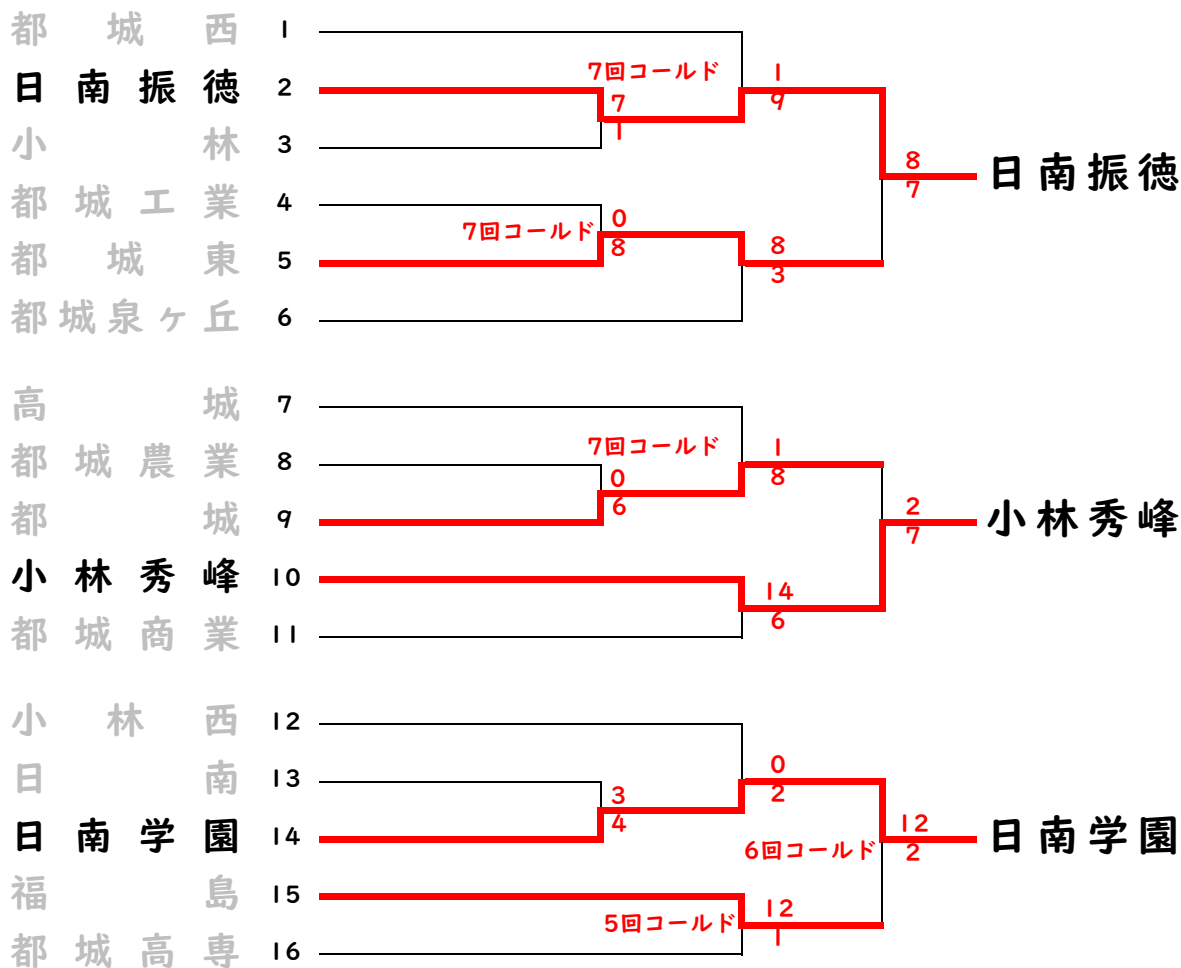 都城西 1
7回コールド 1
日南振徳 2
7 9
1
小林 3
8 日南振徳
7
都城工業 4
0
7回コールド 8 8
都城東 5
3
都城泉ヶ丘 6
高城 7
7回コールド 1
都城農業 8
0 8
6
都城 9
2 小林秀峰
7
小林秀峰 10
14
6
都城商業 11
小林西 12
0
日南 13
3 2
4
日南学園 14
12 日南学園
6回コールド 2
福島 15
12
5回コールド 1
都城高専 16